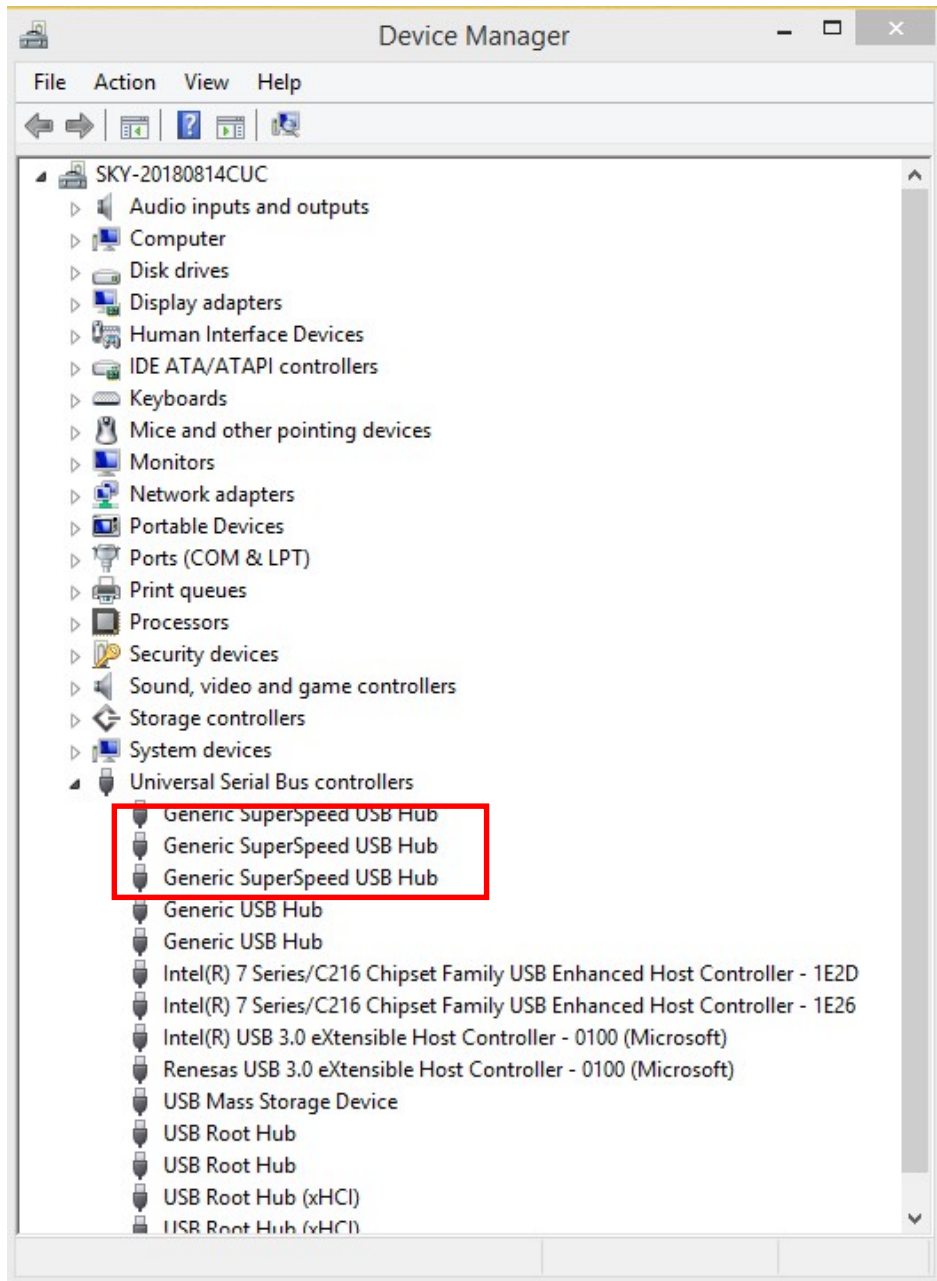 Device Manager
File Action View Help
SKY-20180814CUC
Audio inputs and outputs
Computer
Disk drives
Display adapters
Human Interface Devices
IDE ATA/ATAPI controllers
Keyboards
Mice and other pointing devices
Monitors
Network adapters
Portable Devices
Ports (COM & LPT)
Print queues
Processors
Security devices
Sound, video and game controllers
Storage controllers
System devices
Universal Serial Bus controllers
Generic SuperSpeed USB Hub
Generic SuperSpeed USB Hub
Generic SuperSpeed USB Hub
Generic USB Hub
Generic USB Hub
Intel(R) 7 Series/C216 Chipset Family USB Enhanced Host Controller - 1E2D
Intel(R) 7 Series/C216 Chipset Family USB Enhanced Host Controller - 1E26
Intel(R) USB 3.0 eXtensible Host Controller - 0100 (Microsoft)
Renesas USB 3.0 eXtensible Host Controller - 0100 (Microsoft)
USB Mass Storage Device
USB Root Hub
USB Root Hub
USB Root Hub (xHCI)
USB Root Hub (xHCI)